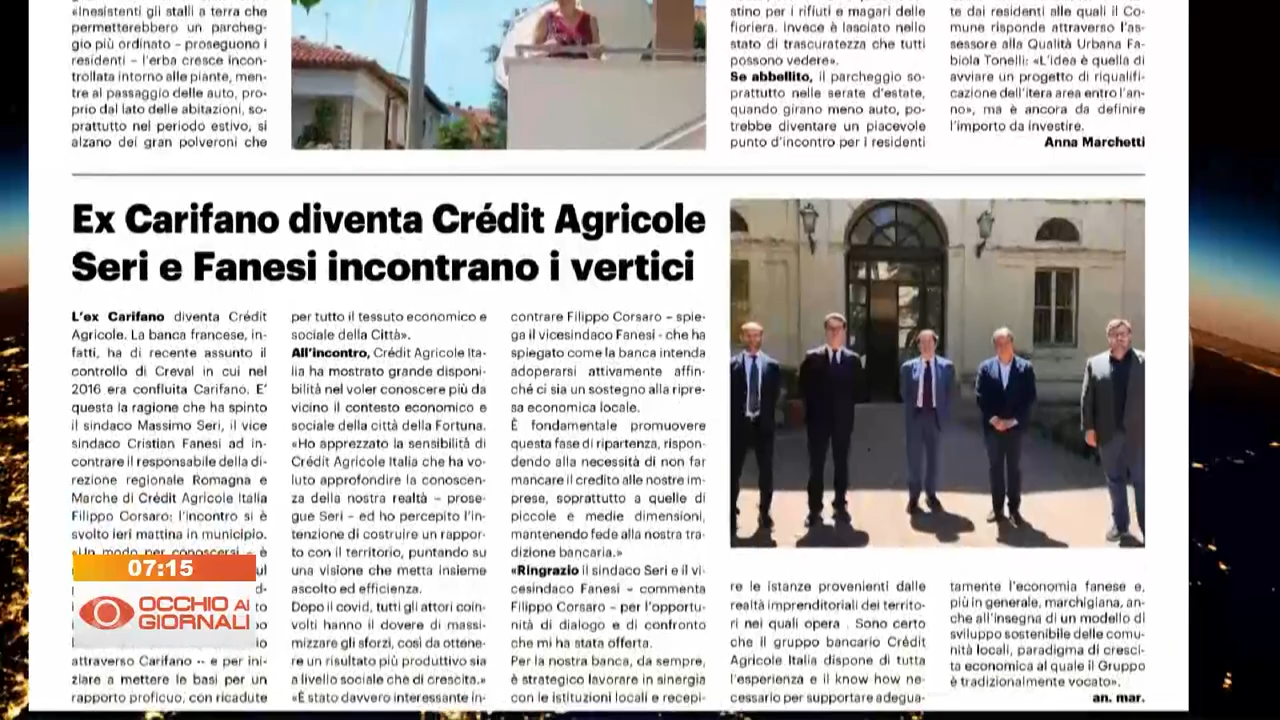 «Inesistenti gli stalli a terra che
permetterebbero un parcheg-
gio più ordinato – proseguono i
residenti – l'erba cresce incon-
trollata intorno alle piante, men-
tre al passaggio delle auto, pro-
prio dal lato delle abitazioni, so-
prattutto nel periodo estivo, si
alzano dei gran polveroni che
stino per i rifiuti e magari delle
fioriera. Invece è lasciato nello
stato di trascuratezza che tutti
possono vedere».
Se abbellito, il parcheggio so-
prattutto nelle serate d'estate,
quando girano meno auto, po-
trebbe diventare un piacevole
punto d'incontro per i residenti
te dai residenti alle quali il Co-
mune risponde attraverso l'as-
sessore alla Qualità Urbana Fa-
biola Tonelli: «L'idea è quella di
avviare un progetto di riqualifi-
cazione dell'itera area entro l'an-
no», ma è ancora da definire
l'importo da investire.
Anna Marchetti
Ex Carifano diventa Crédit Agricole
Seri e Fanesi incontrano i vertici
L'ex Carifano diventa Crédit
Agricole. La banca francese, in-
fatti, ha di recente assunto il
controllo di Creval in cui nel
2016 era confluita Carifano. E'
questa la ragione che ha spinto
il sindaco Massimo Seri, il vice
sindaco Cristian Fanesi ad in-
contrare il responsabile della di-
rezione regionale Romagna e
Marche di Crédit Agricole Italia
Filippo Corsaro: l'incontro si è
svolto ieri mattina in municipio.
«Un modo per conoscersi – è
attraverso Carifano -- e per ini-
ziare a mettere le basi per un
rapporto proficuo, con ricadute
per tutto il tessuto economico e
sociale della Città».
All'incontro, Crédit Agricole Ita-
lia ha mostrato grande disponi-
bilità nel voler conoscere più da
vicino il contesto economico e
sociale della città della Fortuna.
«Ho apprezzato la sensibilità di
Crédit Agricole Italia che ha vo-
luto approfondire la conoscen-
za della nostra realtà – prose-
gue Seri – ed ho percepito l'in-
tenzione di costruire un rappor-
to con il territorio, puntando su
una visione che metta insieme
ascolto ed efficienza.
Dopo il covid, tutti gli attori coin-
volti hanno il dovere di massi-
mizzare gli sforzi, così da ottene-
re un risultato più produttivo sia
a livello sociale che di crescita.»
«È stato davvero interessante in-
contrare Filippo Corsaro – spie-
ga il vicesindaco Fanesi - che ha
spiegato come la banca intenda
adoperarsi attivamente affin-
ché ci sia un sostegno alla ripre-
sa economica locale.
È fondamentale promuovere
questa fase di ripartenza, rispon-
dendo alla necessità di non far
mancare il credito alle nostre im-
prese, soprattutto a quelle di
piccole e medie dimensioni,
mantenendo fede alla nostra tra-
dizione bancaria.»
«Ringrazio il sindaco Seri e il vi-
cesindaco Fanesi – commenta
Filippo Corsaro – per l'opportu-
nità di dialogo e di confronto
che mi ha stata offerta.
Per la nostra banca, da sempre,
è strategico lavorare in sinergia
con le istituzioni locali e recepi-
re le istanze provenienti dalle
realtà imprenditoriali dei territo-
ri nei quali opera . Sono certo
che il gruppo bancario Crédit
Agricole Italia dispone di tutta
l'esperienza e il know how ne-
cessario per supportare adegua-
tamente l'economia fanese e,
più in generale, marchigiana, an-
che all'insegna di un modello di
sviluppo sostenibile delle comu-
nità locali, paradigma di cresci-
ta economica al quale il Gruppo
è tradizionalmente vocato».
an. mar.
07:15
OCCHIO AI
GIORNALI